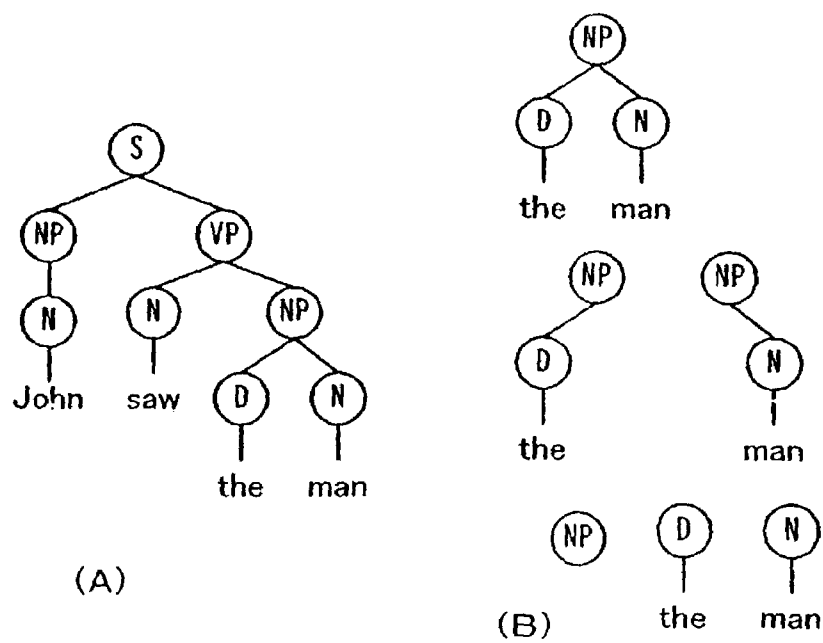 S
NP VP
N N NP
John saw D N
the man
(A)
NP
D N
the man
NP NP
D N
the man
NP D N
the man
(B)